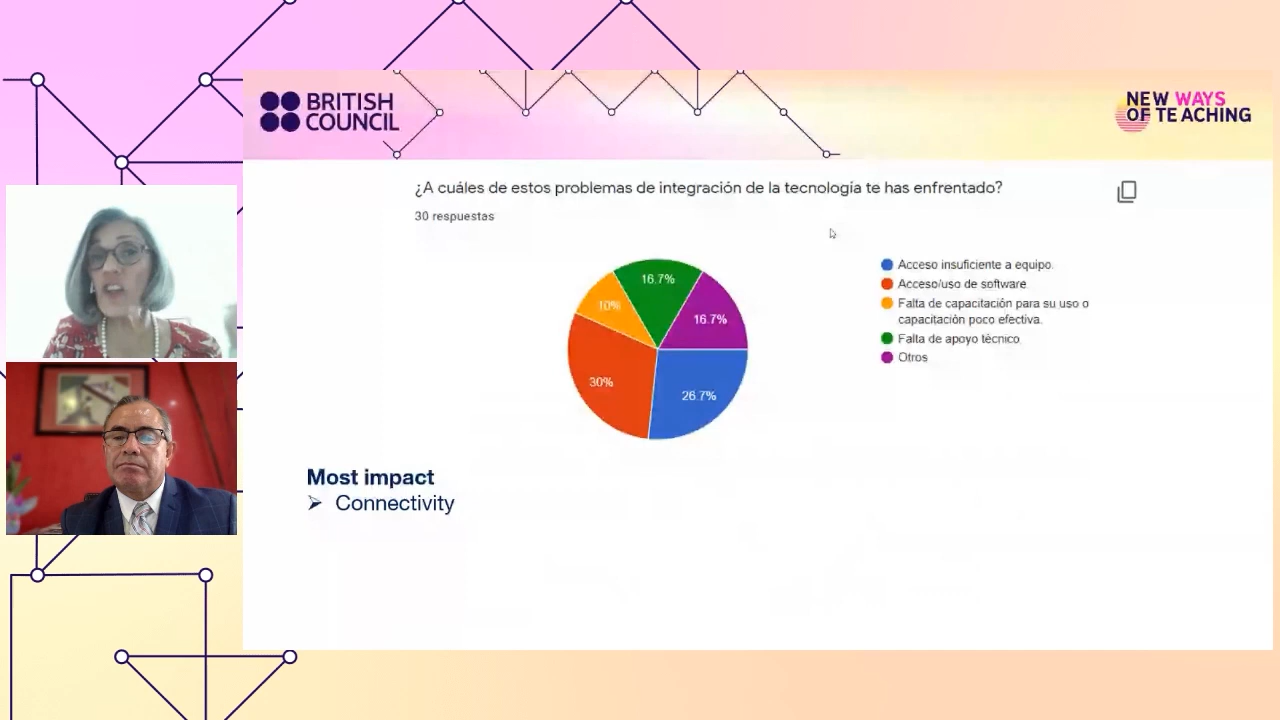 BRITISH
COUNCIL
NEW WAYS
OF TEACHING
¿A cuáles de estos problemas de integración de la tecnología te has enfrentado?
30 respuestas
16.7%
10%
16.7%
30%
26.7%
Acceso insuficiente a equipo.
Acceso/uso de software
Falta de capacitación para su uso o
capacitación poco efectiva.
Falta de apoyo técnico
Otros
Most impact
➢ Connectivity